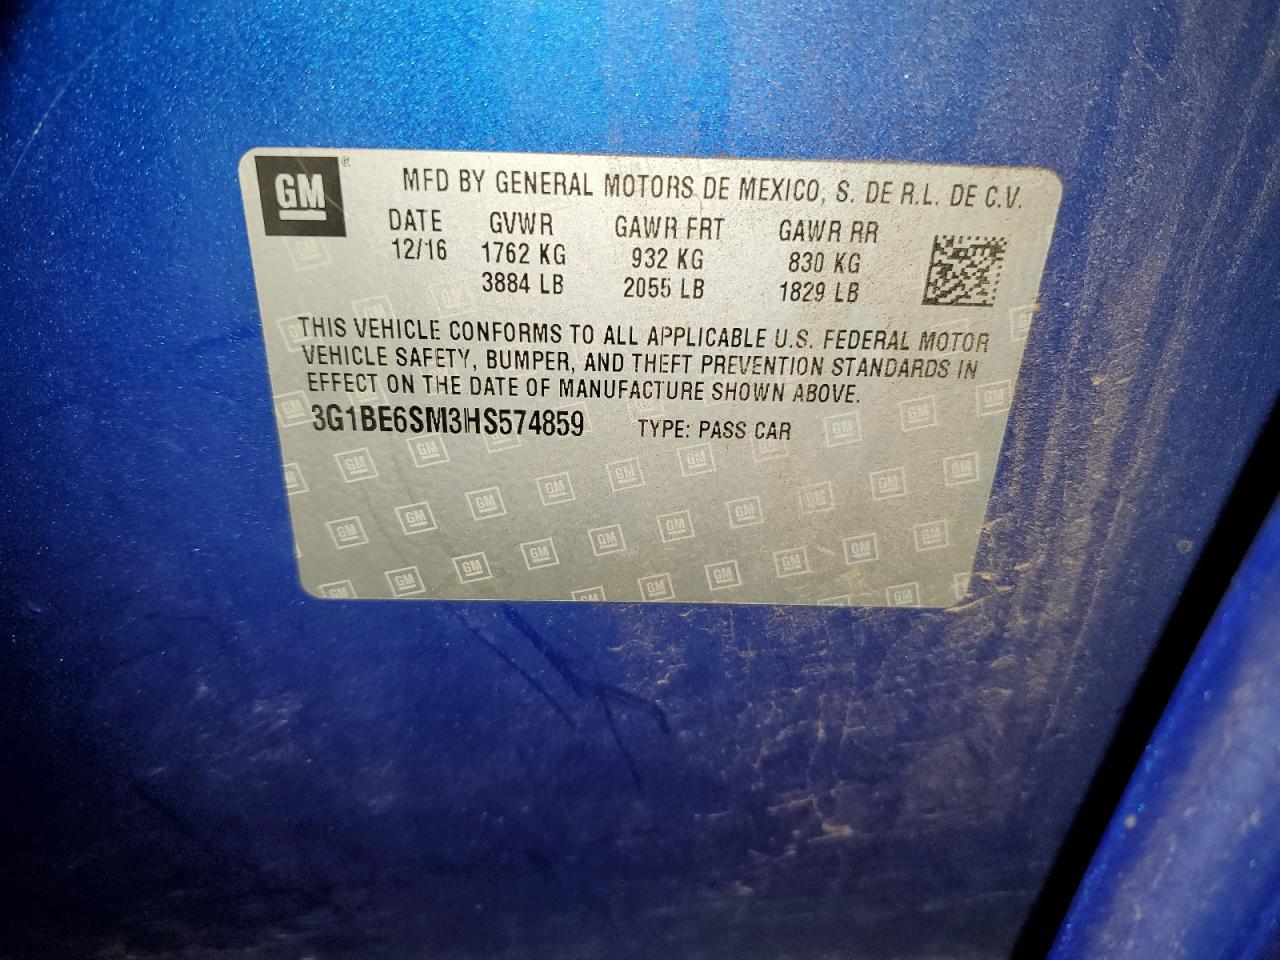 GM®
MFD BY GENERAL MOTORS DE MEXICO, S. DE R.L. DE C.V.
DATE GVWR GAWR FRT GAWR RR
12/16 1762 KG 932 KG 830 KG
3884 LB 2055 LB 1829 LB
THIS VEHICLE CONFORMS TO ALL APPLICABLE U.S. FEDERAL MOTOR
VEHICLE SAFETY, BUMPER, AND THEFT PREVENTION STANDARDS IN
EFFECT ON THE DATE OF MANUFACTURE SHOWN ABOVE.
3G1BE6SM3HS574859 TYPE: PASS CAR